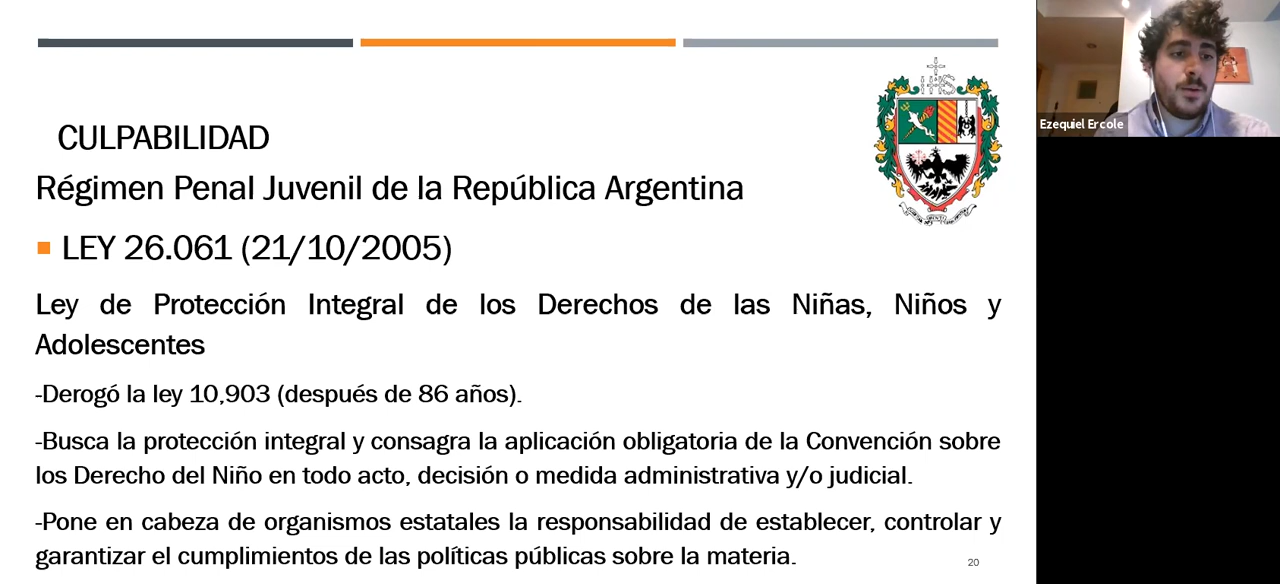 IHS
CULPABILIDAD
Régimen Penal Juvenil de la República Argentina
LEY 26.061 (21/10/2005)
Ley de Protección Integral de los Derechos de las Niñas, Niños y
Adolescentes
-Derogó la ley 10,903 (después de 86 años).
-Busca la protección integral y consagra la aplicación obligatoria de la Convención sobre
los Derecho del Niño en todo acto, decisión o medida administrativa y/o judicial.
-Pone en cabeza de organismos estatales la responsabilidad de establecer, controlar y
garantizar el cumplimientos de las políticas públicas sobre la materia.
20
Ezequiel Ercole